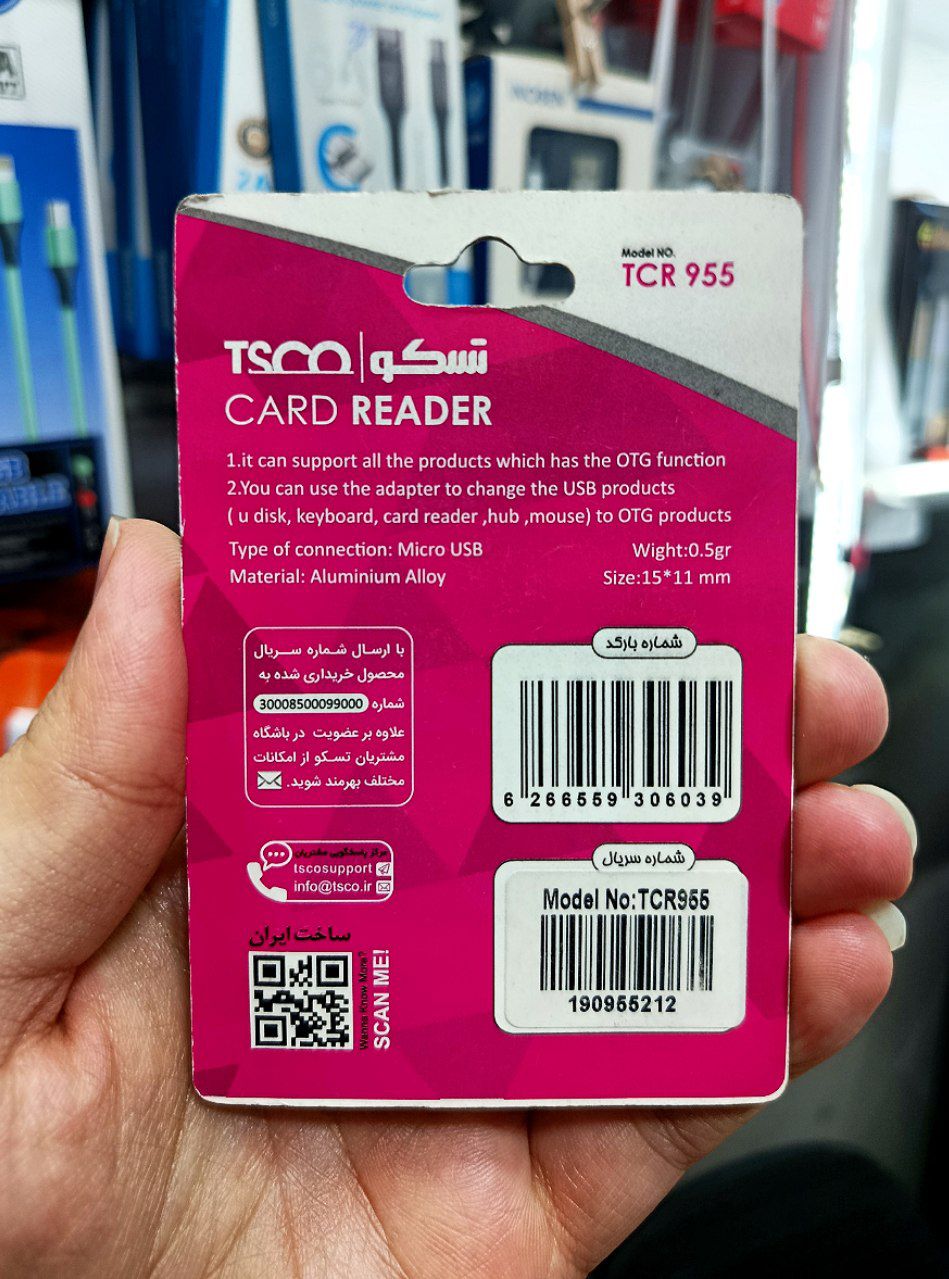 Model NO.
TCR 955
TSCO | تسکو
CARD READER
1.it can support all the products which has the OTG function
2.You can use the adapter to change the USB products
( u disk, keyboard, card reader ,hub ,mouse) to OTG products
Type of connection: Micro USB
Wight:0.5gr
Material: Aluminium Alloy
Size:15*11 mm
با ارسال شماره سریال
محصول خریداری شده به
شماره 30008500099000
علاوه بر عضویت در باشگاه
مشتریان تسکو از امکانات
مختلف بهرمند شوید.
شماره بارکد
6 266559 306039
مرکز پاسخگویی مشتریان
tscosupport
info@tsco.ir
شماره سریال
Model No:TCR955
190955212
ساخت ایران
Wanna Know More?
SCAN ME!